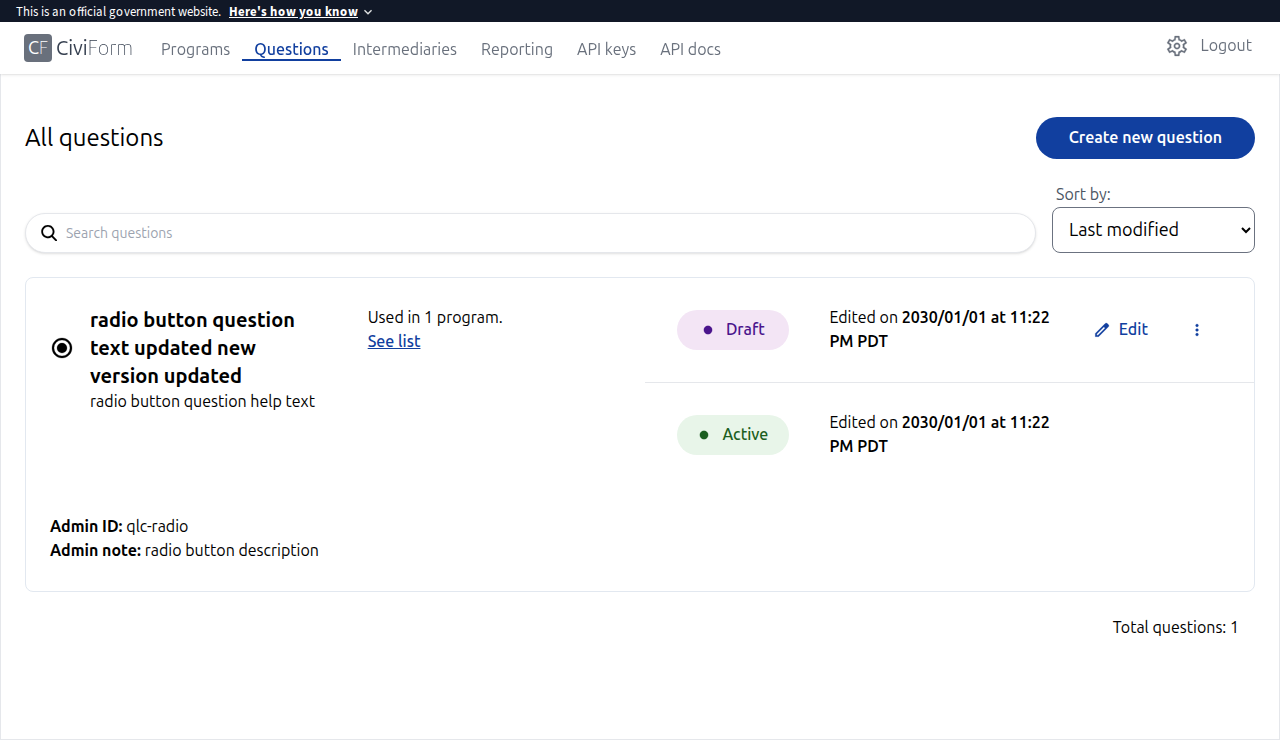 This is an official government website. Here's how you know
CF CiviForm Programs Questions Intermediaries Reporting API keys API docs Logout
All questions
Create new question
Sort by:
Search questions
Last modified
radio button question
text updated new
version updated
radio button question help text
Used in 1 program.
See list
Draft
Edited on 2030/01/01 at 11:22
PM PDT
Edit
Active
Edited on 2030/01/01 at 11:22
PM PDT
Admin ID: qlc-radio
Admin note: radio button description
Total questions: 1